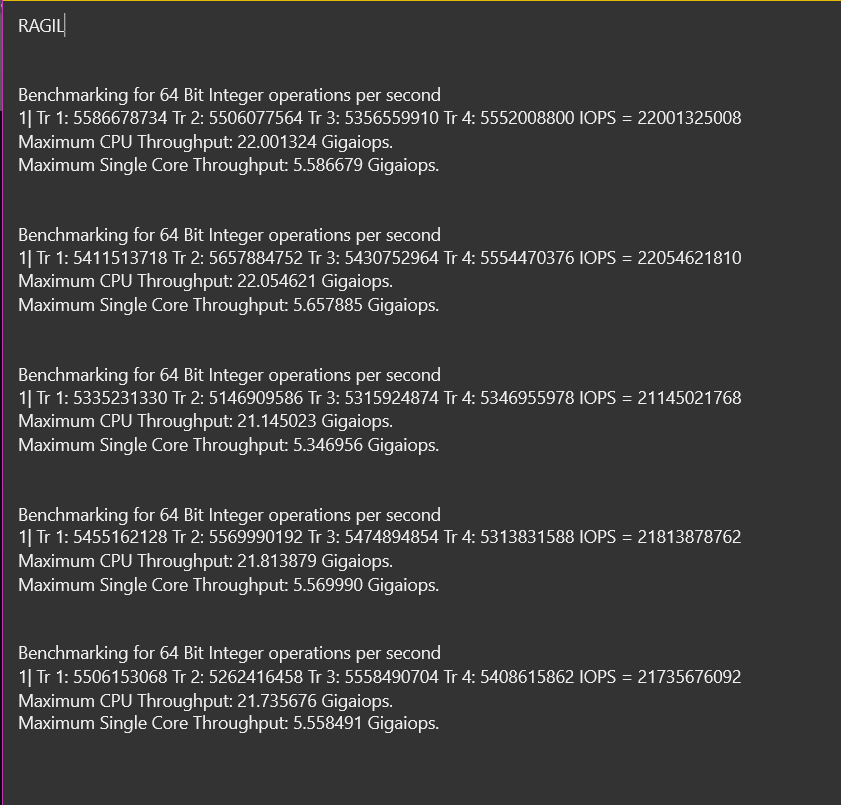 RAGIL
Benchmarking for 64 Bit Integer operations per second
1| Tr 1: 5586678734 Tr 2: 5506077564 Tr 3: 5356559910 Tr 4: 5552008800 IOPS = 22001325008
Maximum CPU Throughput: 22.001324 Gigaiops.
Maximum Single Core Throughput: 5.586679 Gigaiops.
Benchmarking for 64 Bit Integer operations per second
1| Tr 1: 5411513718 Tr 2: 5657884752 Tr 3: 5430752964 Tr 4: 5554470376 IOPS = 22054621810
Maximum CPU Throughput: 22.054621 Gigaiops.
Maximum Single Core Throughput: 5.657885 Gigaiops.
Benchmarking for 64 Bit Integer operations per second
1| Tr 1: 5335231330 Tr 2: 5146909586 Tr 3: 5315924874 Tr 4: 5346955978 IOPS = 21145021768
Maximum CPU Throughput: 21.145023 Gigaiops.
Maximum Single Core Throughput: 5.346956 Gigaiops.
Benchmarking for 64 Bit Integer operations per second
1| Tr 1: 5455162128 Tr 2: 5569990192 Tr 3: 5474894854 Tr 4: 5313831588 IOPS = 21813878762
Maximum CPU Throughput: 21.813879 Gigaiops.
Maximum Single Core Throughput: 5.569990 Gigaiops.
Benchmarking for 64 Bit Integer operations per second
1| Tr 1: 5506153068 Tr 2: 5262416458 Tr 3: 5558490704 Tr 4: 5408615862 IOPS = 21735676092
Maximum CPU Throughput: 21.735676 Gigaiops.
Maximum Single Core Throughput: 5.558491 Gigaiops.